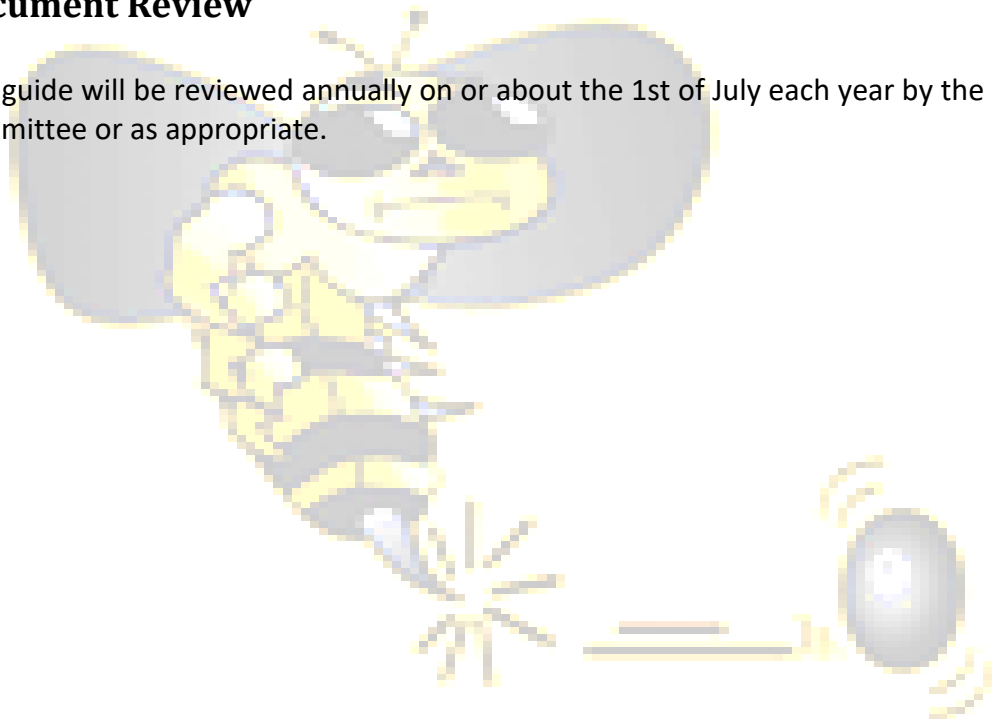 cument Review
guide will be reviewed annually on or about the 1st of July each year by the
mittee or as appropriate.